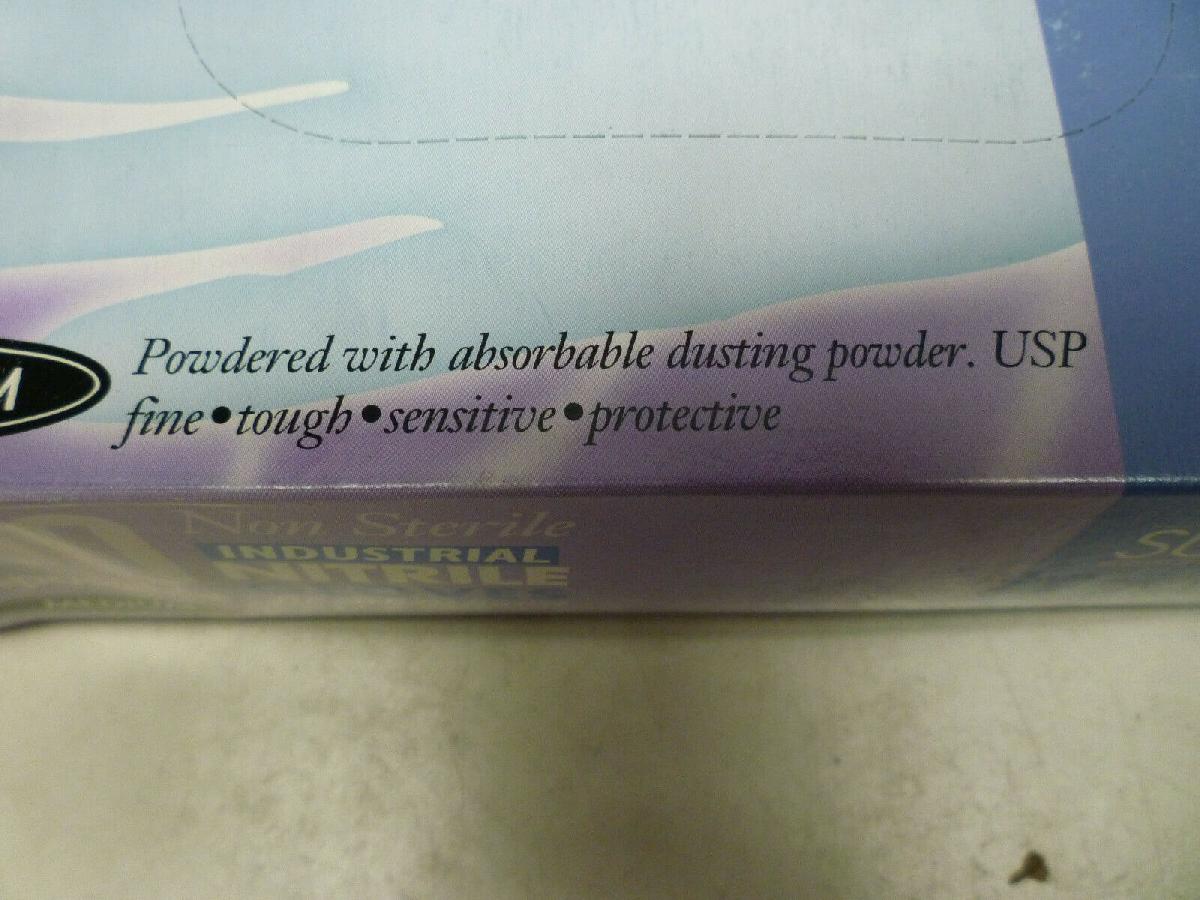 Powdered with absorbable dusting powder. USP
fine•tough•sensitive•protective
Non Sterile
INDUSTRIAL
NITRILE